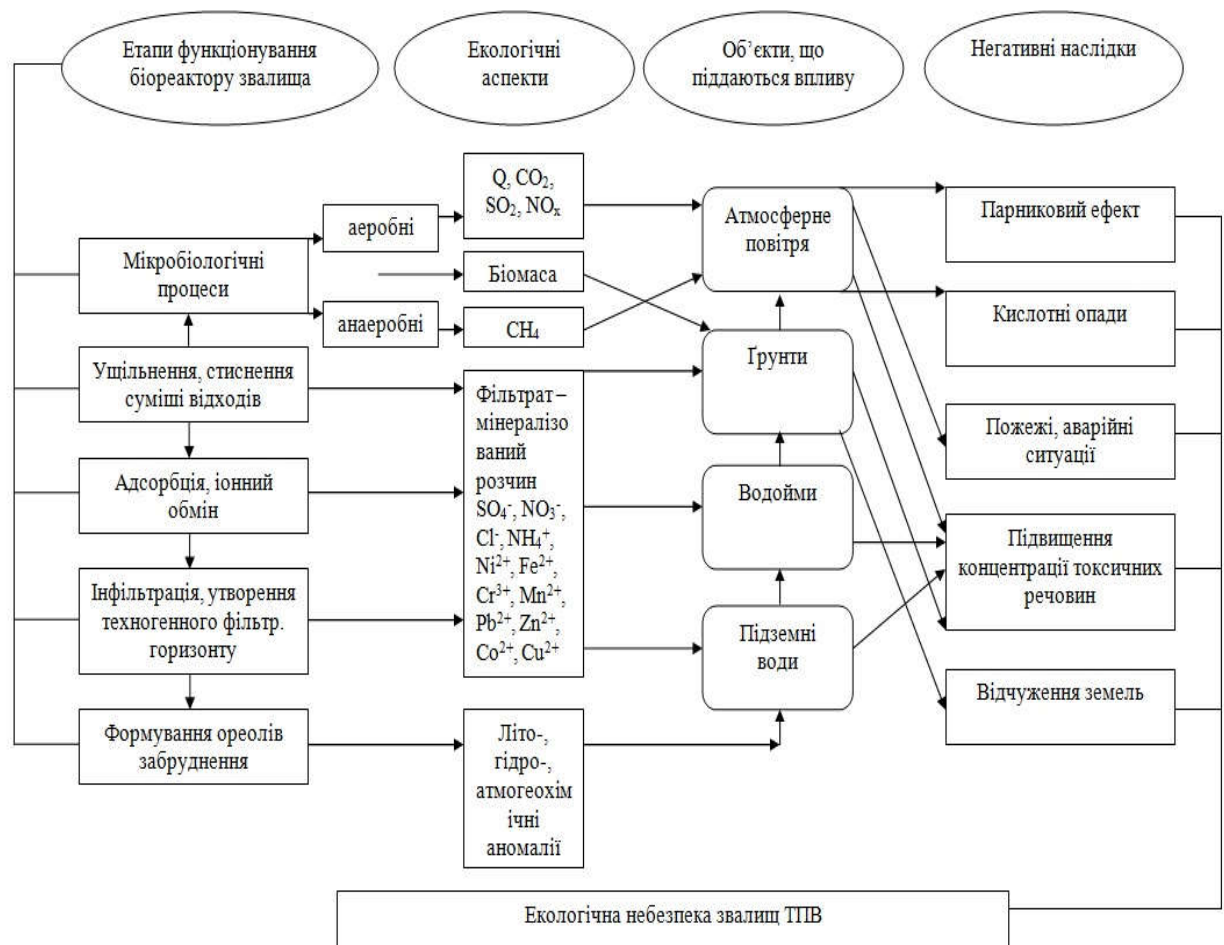 Етапи функціонування
біореактору звалища
Екологічні
аспекти
Об’єкти, що
піддаються впливу
Негативні наслідки
Q, CO₂,
SO₂, NOₓ
аеробні
Мікробіологічні
процеси
Біомаса
анаеробні
CH₄
Атмосферне
повітря
Парниковий ефект
Кислотні опади
Ущільнення, стиснення
суміші відходів
Ґрунти
Фільтрат –
мінералізо
ваний
розчин
SO₄⁻, NO₃⁻,
Cl⁻, NH₄⁺,
Ni²⁺, Fe²⁺,
Cr³⁺, Mn²⁺,
Pb²⁺, Zn²⁺,
Co²⁺, Cu²⁺
Пожежі, аварійні
ситуації
Адсорбція, іонний
обмін
Водойми
Підвищення
концентрації токсичних
речовин
Інфільтрація, утворення
техногенного фільтр.
горизонту
Підземні
води
Відчуження земель
Формування ореолів
забруднення
Літо-,
гідро-,
атмогеохім
ічні
аномалії
Екологічна небезпека звалищ ТПВ